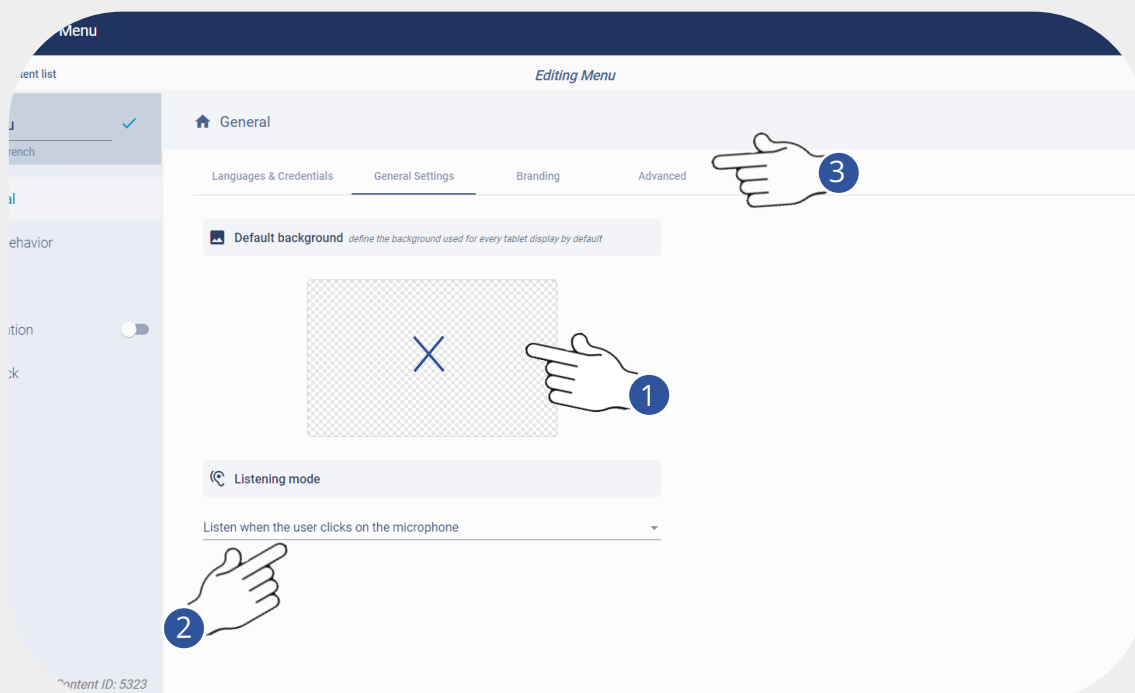 Menu
tent list
Editing Menu
General
rench
Languages & Credentials General Settings Branding Advanced
3
al
Default background define the background used for every tablet display by default
ehavior
tion
ck
1
Listening mode
Listen when the user clicks on the microphone
2
Content ID: 5323